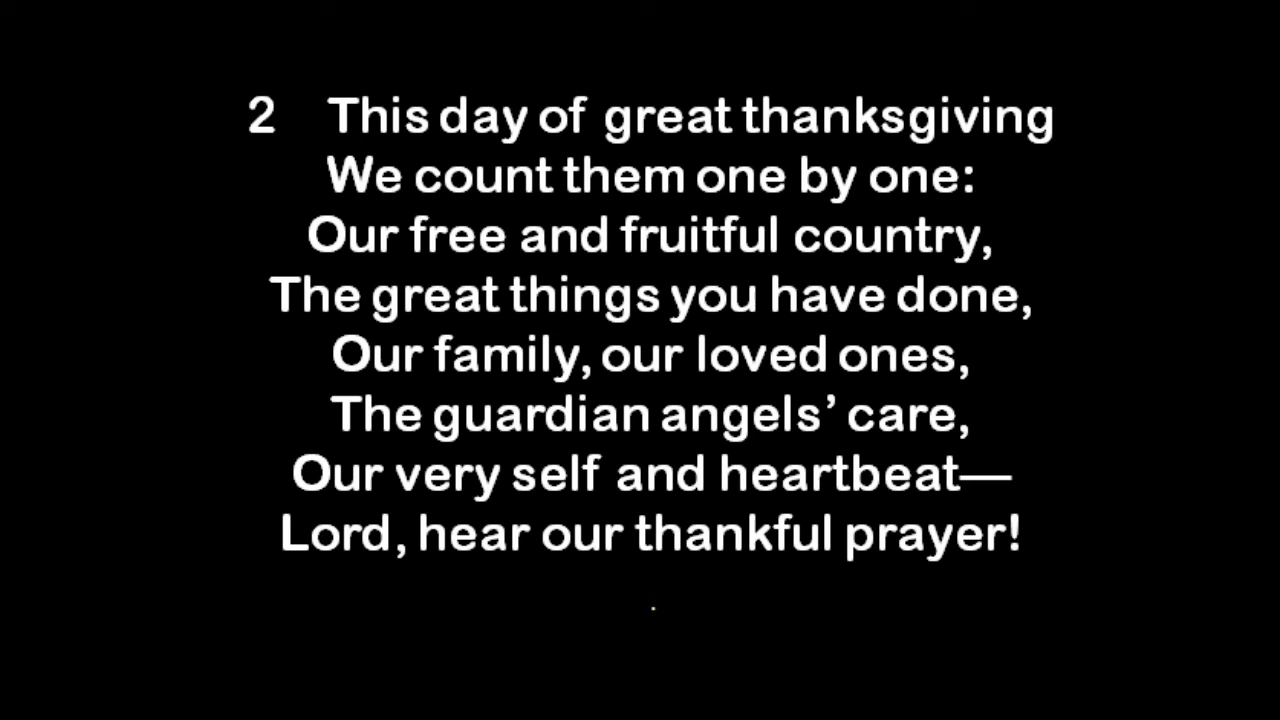 2 This day of great thanksgiving
We count them one by one:
Our free and fruitful country,
The great things you have done,
Our family, our loved ones,
The guardian angels’ care,
Our very self and heartbeat—
Lord, hear our thankful prayer!
.